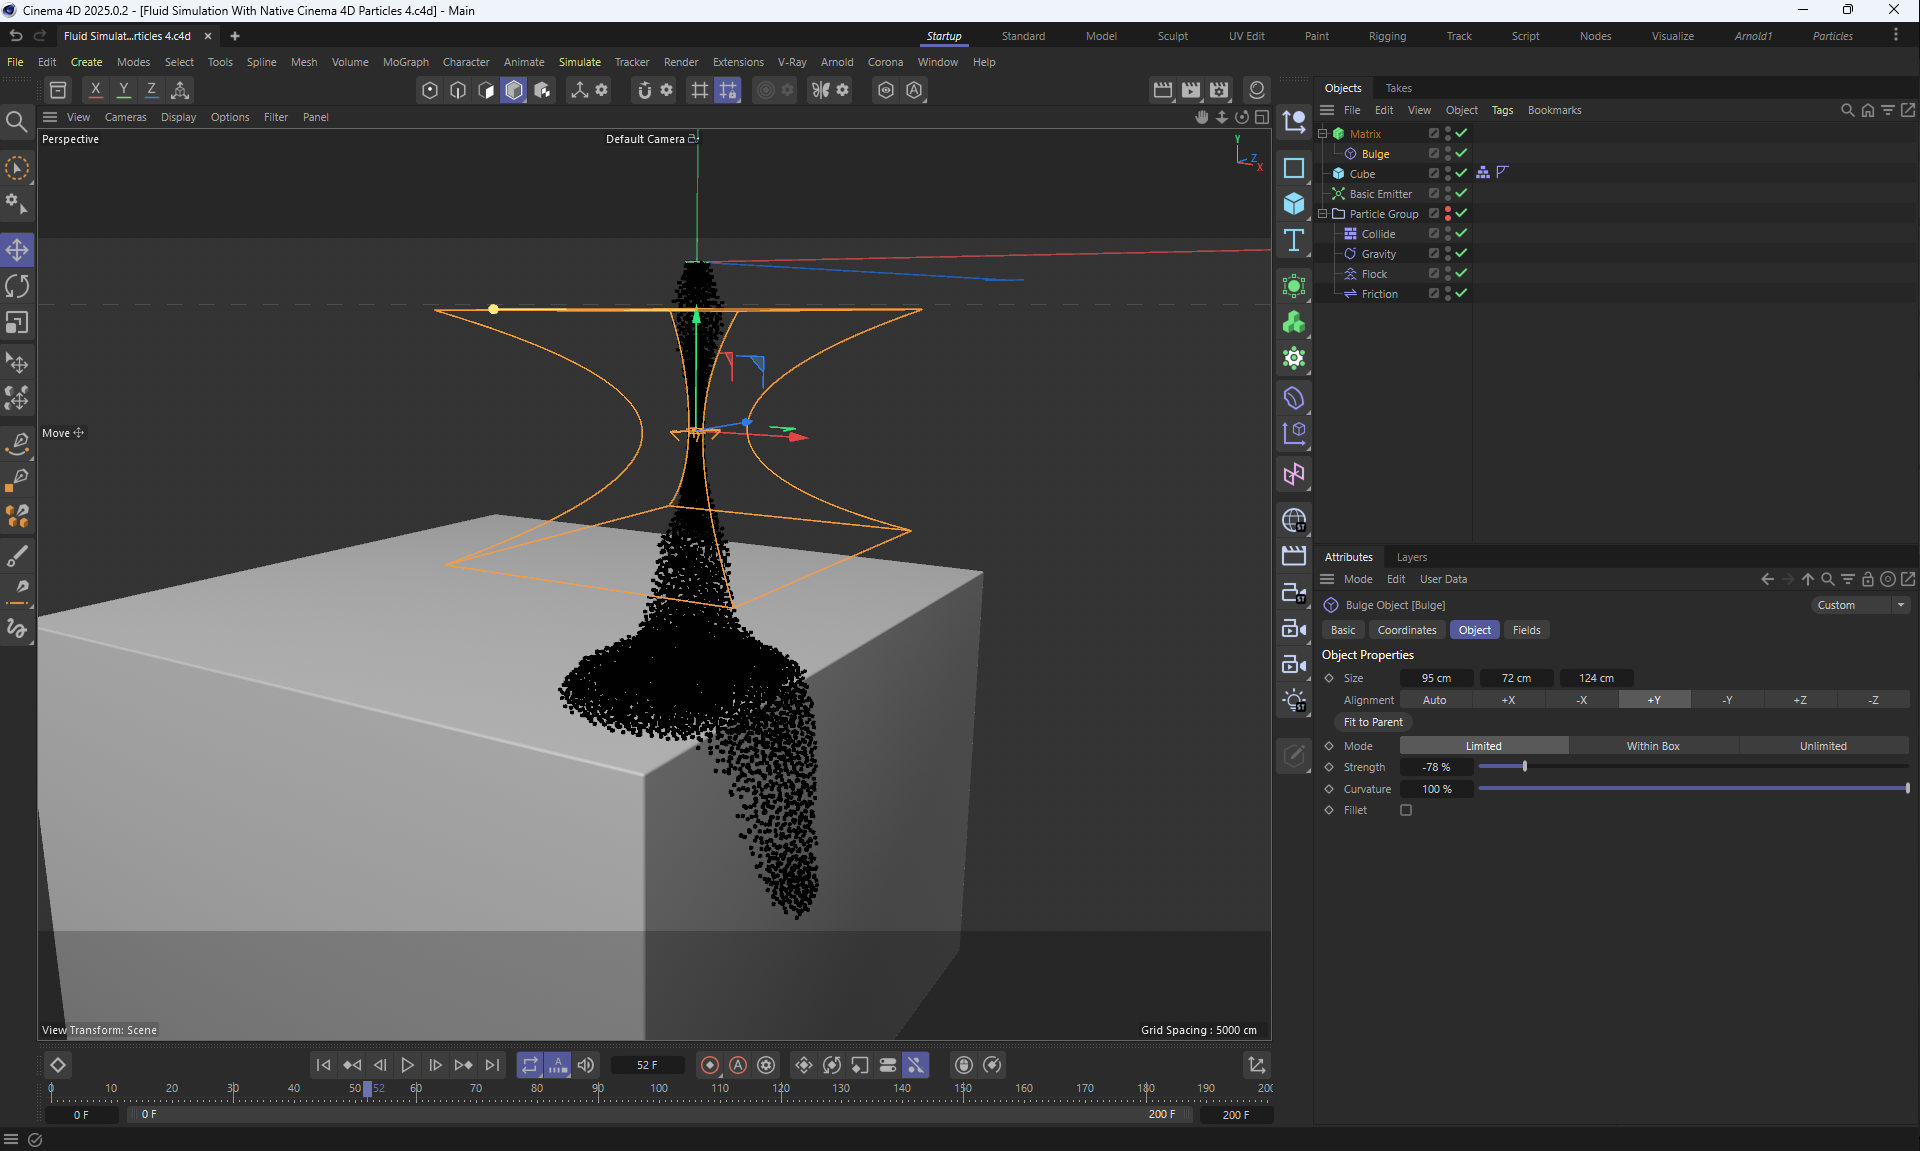 Cinema 4D 2025.0.2 - [Fluid Simulation With Native Cinema 4D Particles 4.c4d] - Main
Fluid Simulat...rticles 4.c4d × +
Startup Standard Model Sculpt UV Edit Paint Rigging Track Script Nodes Visualize Arnold1 Particles
File Edit Create Modes Select Tools Spline Mesh Volume MoGraph Character Animate Simulate Tracker Render Extensions V-Ray Arnold Corona Window Help
X Y Z
Objects Takes
File Edit View Object Tags Bookmarks
View Cameras Display Options Filter Panel
Perspective
Default Camera
Y
Z
X
Matrix
Bulge
Cube
Basic Emitter
Particle Group
Collide
Gravity
Flock
Friction
Move
ST
ST
ST
View Transform: Scene
Grid Spacing : 5000 cm
Attributes Layers
Mode Edit User Data
Bulge Object [Bulge]
Custom
Basic Coordinates Object Fields
Object Properties
Size 95 cm 72 cm 124 cm
Alignment Auto +X -X +Y -Y +Z -Z
Fit to Parent
Mode Limited Within Box Unlimited
Strength -78 %
Curvature 100 %
Fillet
A
52 F
A
0 10 20 30 40 50 52 60 70 80 90 100 110 120 130 140 150 160 170 180 190 200
0 F 0 F 200 F 200 F